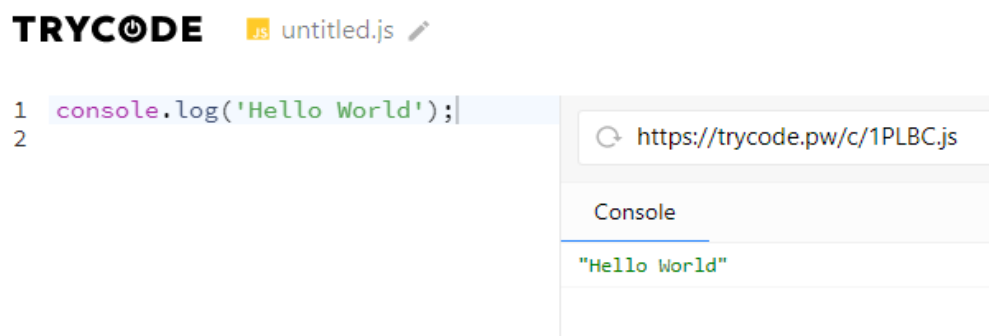 TRYCODE JS untitled.js
1 console.log('Hello World');
2
https://trycode.pw/c/1PLBC.js
Console
"Hello World"